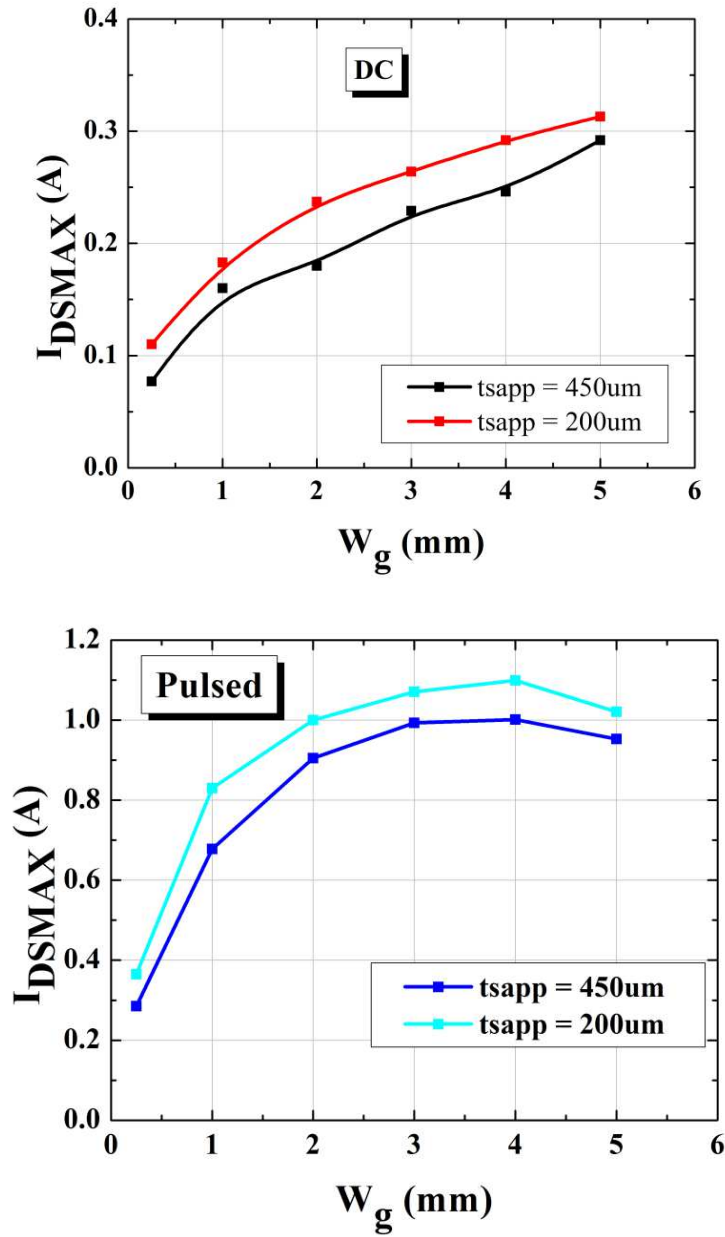 DC
I_DSMAX (A)
0.4
0.3
0.2
0.1
0.0
0 1 2 3 4 5 6
W_g (mm)
tsapp = 450um
tsapp = 200um
Pulsed
I_DSMAX (A)
1.2
1.0
0.8
0.6
0.4
0.2
0.0
0 1 2 3 4 5 6
W_g (mm)
tsapp = 450um
tsapp = 200um